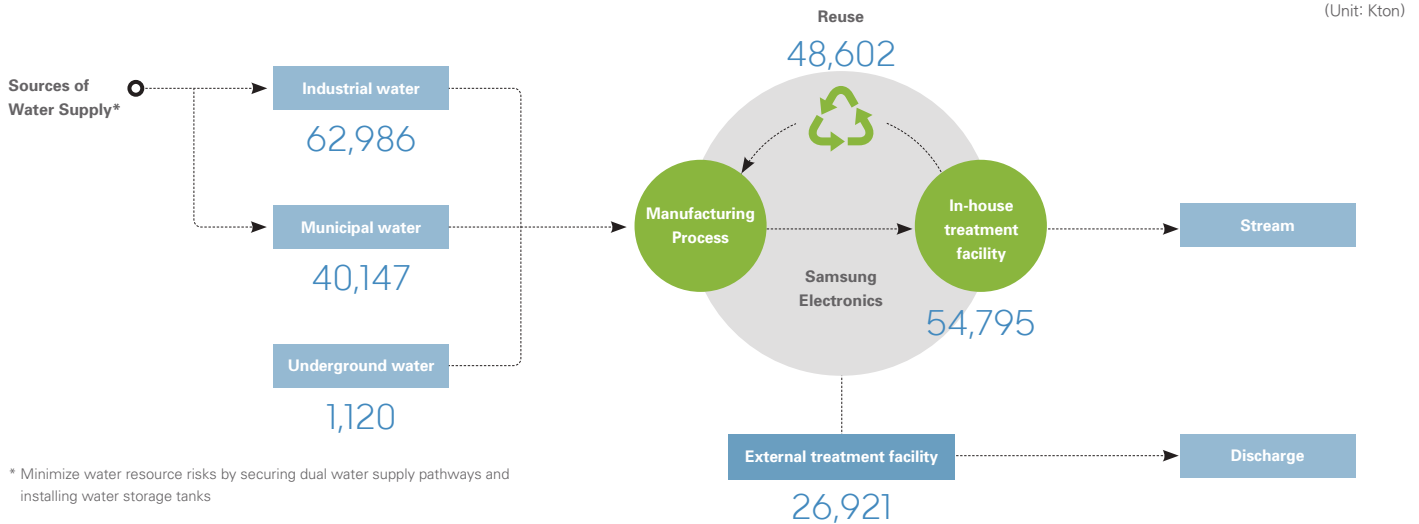 (Unit: Kton)
Reuse
48,602
Sources of
Water Supply*
Industrial water
62,986
Municipal water
40,147
Underground water
1,120
Manufacturing
Process
In-house
treatment
facility
54,795
Samsung
Electronics
Stream
External treatment facility
26,921
Discharge
* Minimize water resource risks by securing dual water supply pathways and
installing water storage tanks